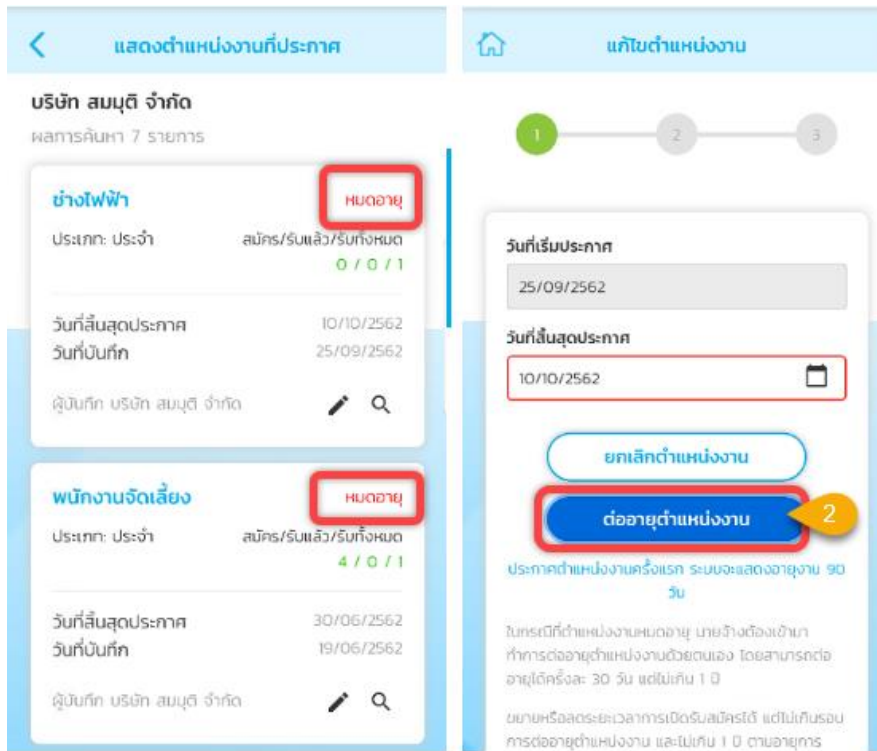 แสดงตำแหน่งงานที่ประกาศ
บริษัท สมมุติ จำกัด
ผลการค้นหา 7 รายการ
ช่างไฟฟ้า หมดอายุ
ประเภท: ประจำ สมัคร/รับแล้ว/รับทั้งหมด
0 / 0 / 1
วันที่สิ้นสุดประกาศ 10/10/2562
วันที่บันทึก 25/09/2562
ผู้บันทึก บริษัท สมมุติ จำกัด
พนักงานจัดเลี้ยง หมดอายุ
ประเภท: ประจำ สมัคร/รับแล้ว/รับทั้งหมด
4 / 0 / 1
วันที่สิ้นสุดประกาศ 30/06/2562
วันที่บันทึก 19/06/2562
ผู้บันทึก บริษัท สมมุติ จำกัด
แก้ไขตำแหน่งงาน
1 2 3
วันที่เริ่มประกาศ
25/09/2562
วันที่สิ้นสุดประกาศ
10/10/2562
ยกเลิกตำแหน่งงาน
ต่ออายุตำแหน่งงาน 2
ประกาศตำแหน่งงานครั้งแรก ระบบจะแสดงอายุงาน 90
วัน
ในกรณีที่ตำแหน่งงานหมดอายุ นายจ้างต้องเข้ามา
ทำการต่ออายุตำแหน่งงานด้วยตนเอง โดยสามารถต่อ
อายุได้ครั้งละ 30 วัน แต่ไม่เกิน 1 ปี
ขยายหรือลดระยะเวลาการเปิดรับสมัครได้ แต่ไม่เกินรอบ
การต่ออายุตำแหน่งงาน และไม่เกิน 1 ปี ตามอายุการ